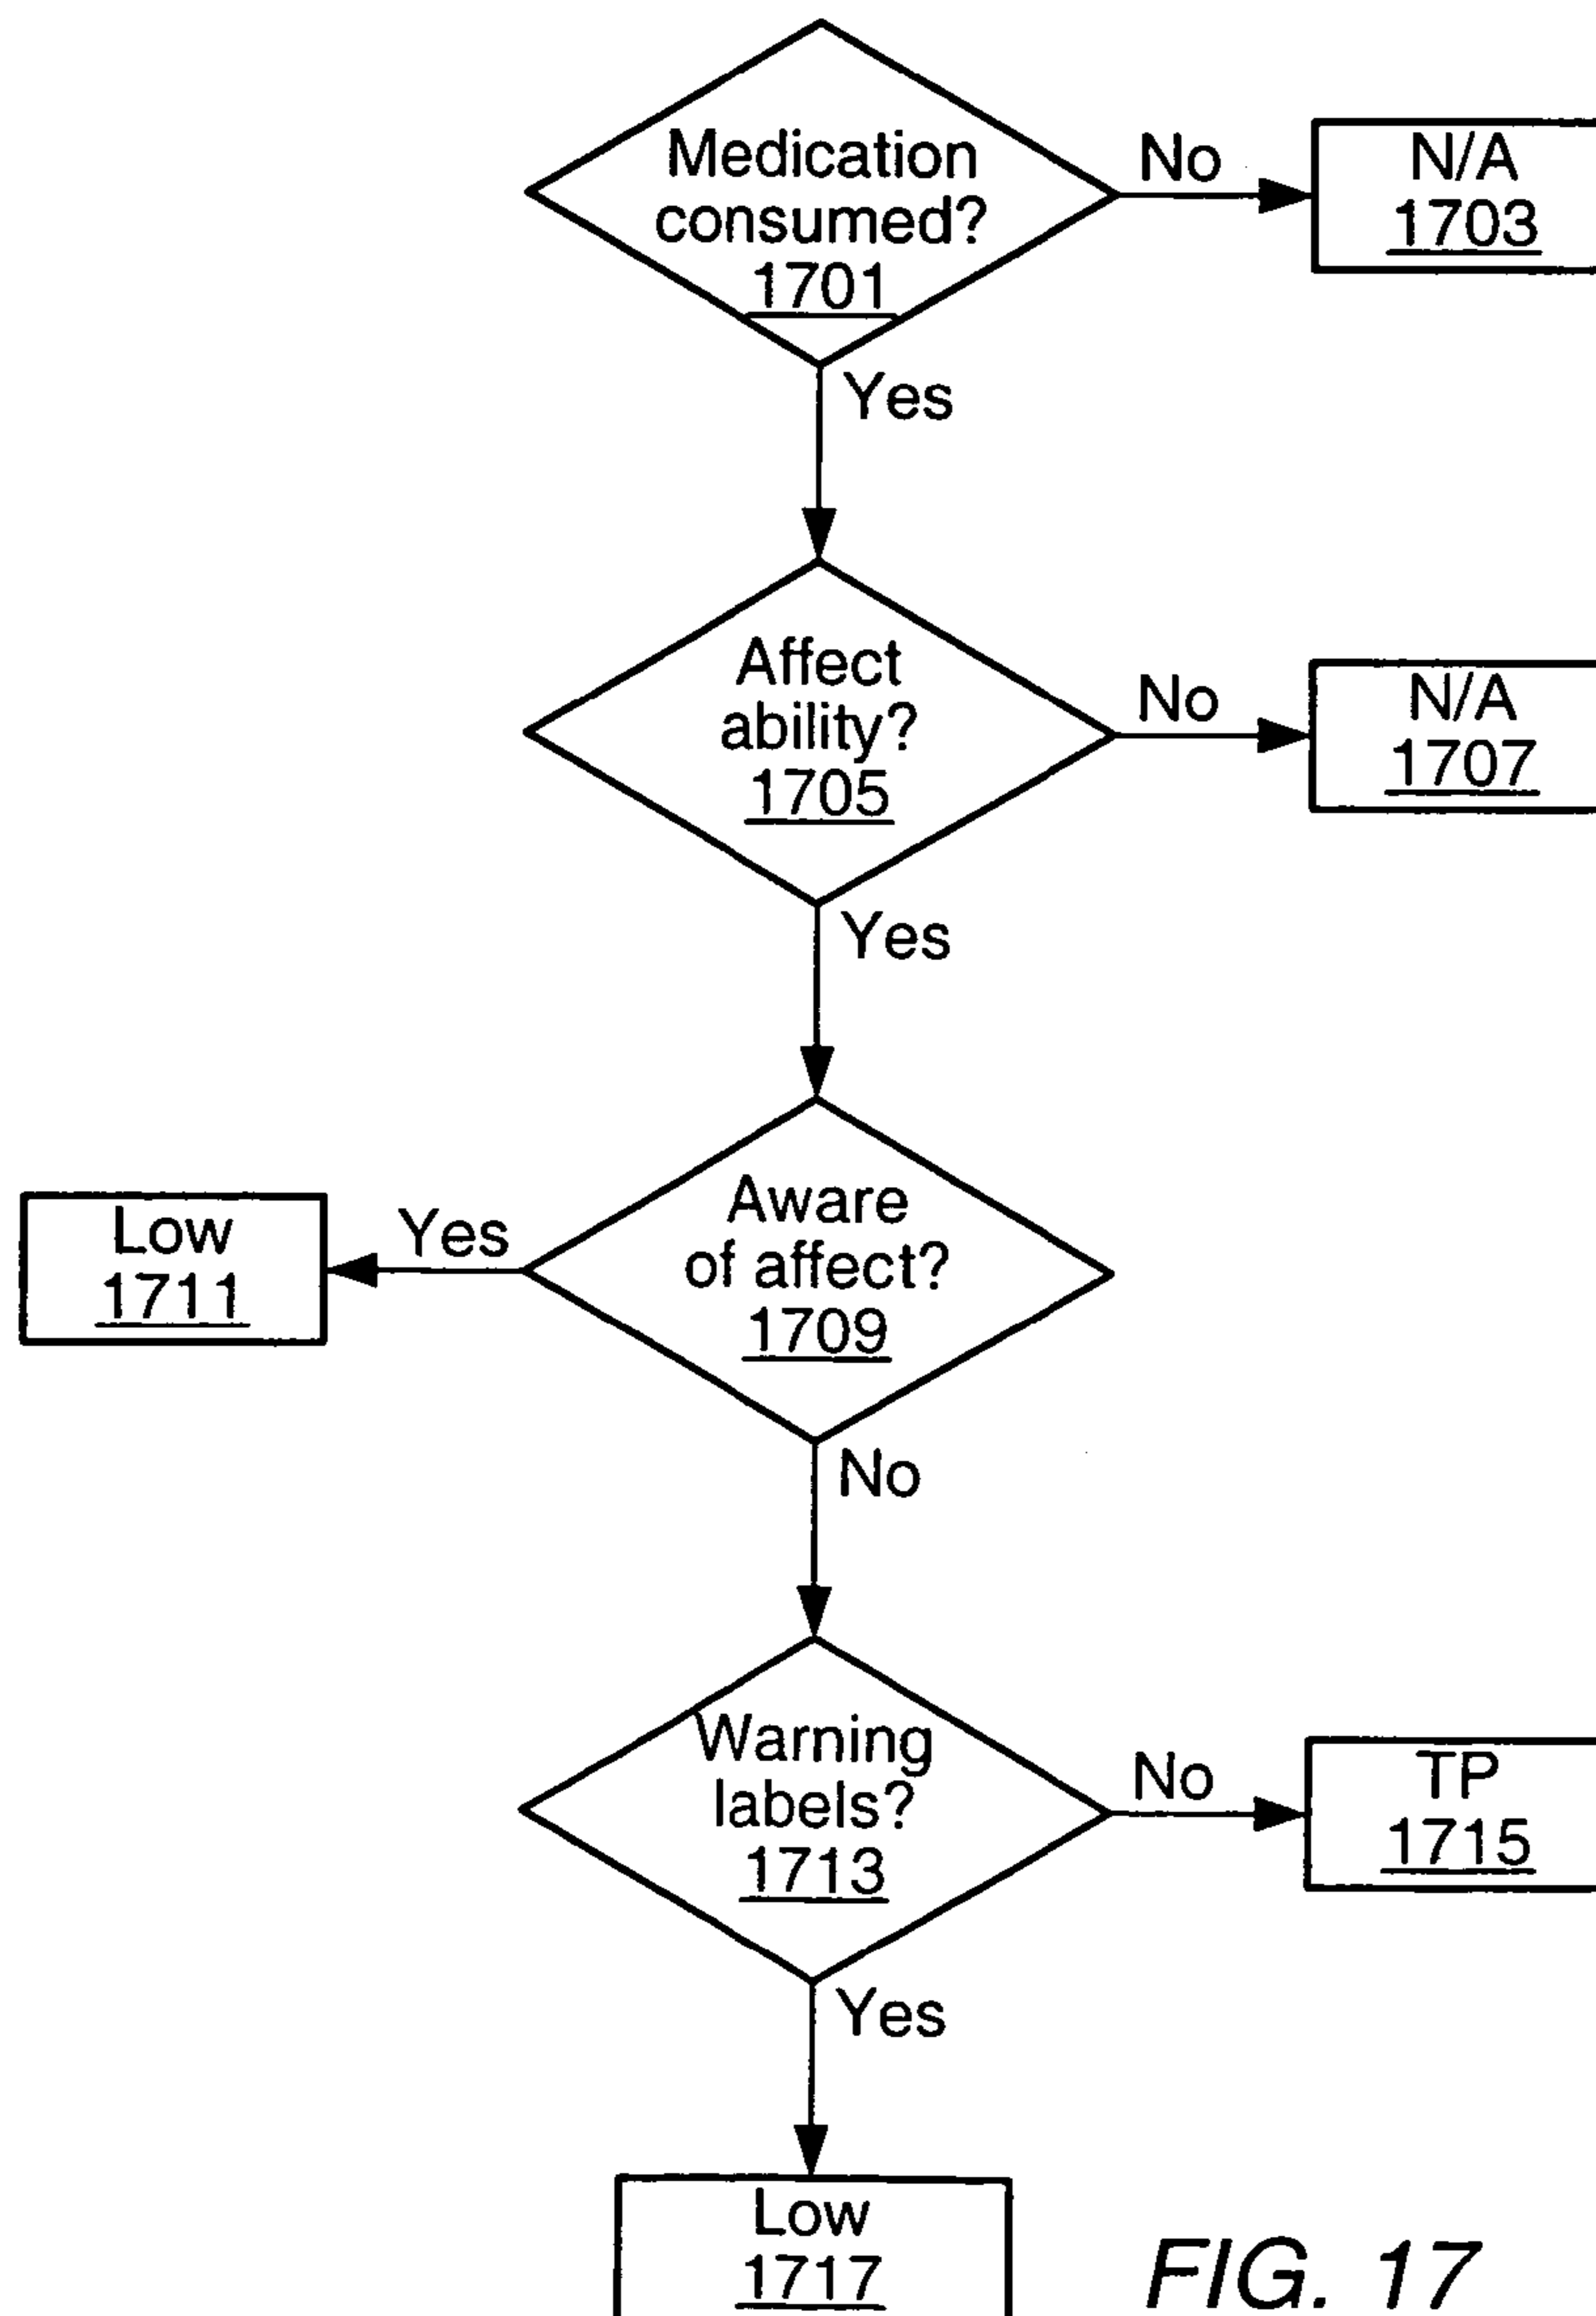 Medication
consumed?
1701
No
N/A
1703
Yes
Affect
ability?
1705
No
N/A
1707
Yes
Aware
of affect?
1709
Yes
Low
1711
No
Warning
labels?
1713
No
TP
1715
Yes
Low
1717
FIG. 17